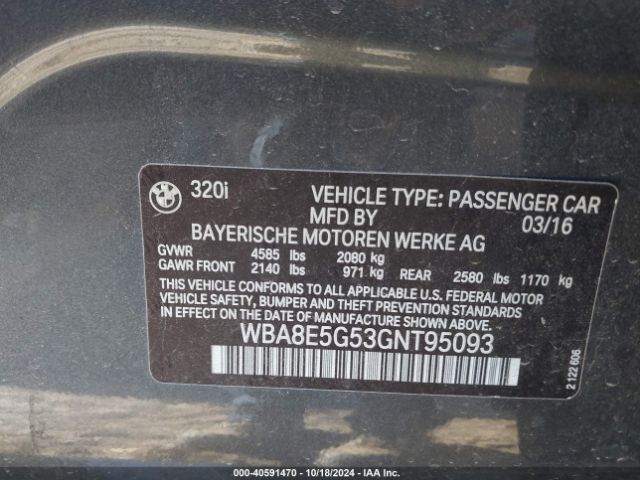 BMW
320i
VEHICLE TYPE: PASSENGER CAR
MFD BY 03/16
BAYERISCHE MOTOREN WERKE AG
GVWR 4585 lbs 2080 kg
GAWR FRONT 2140 lbs 971 kg REAR 2580 lbs 1170 kg
THIS VEHICLE CONFORMS TO ALL APPLICABLE U.S. FEDERAL MOTOR
VEHICLE SAFETY, BUMPER AND THEFT PREVENTION STANDARDS
IN EFFECT ON THE DATE OF MANUFACTURE SHOWN ABOVE.
WBA8E5G53GNT95093
2 122 606
000-40591470 | 10/18/2024 | IAA Inc.